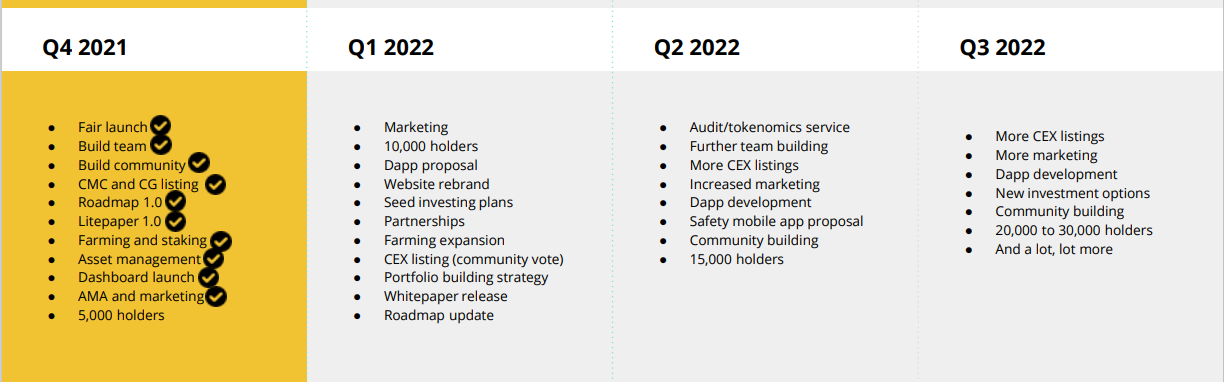 Q4 2021
Fair launch
Build team
Build community
CMC and CG listing
Roadmap 1.0
Litepaper 1.0
Farming and staking
Asset management
Dashboard launch
AMA and marketing
5,000 holders
Q1 2022
Marketing
10,000 holders
Dapp proposal
Website rebrand
Seed investing plans
Partnerships
Farming expansion
CEX listing (community vote)
Portfolio building strategy
Whitepaper release
Roadmap update
Q2 2022
Audit/tokenomics service
Further team building
More CEX listings
Increased marketing
Dapp development
Safety mobile app proposal
Community building
15,000 holders
Q3 2022
More CEX listings
More marketing
Dapp development
New investment options
Community building
20,000 to 30,000 holders
And a lot, lot more